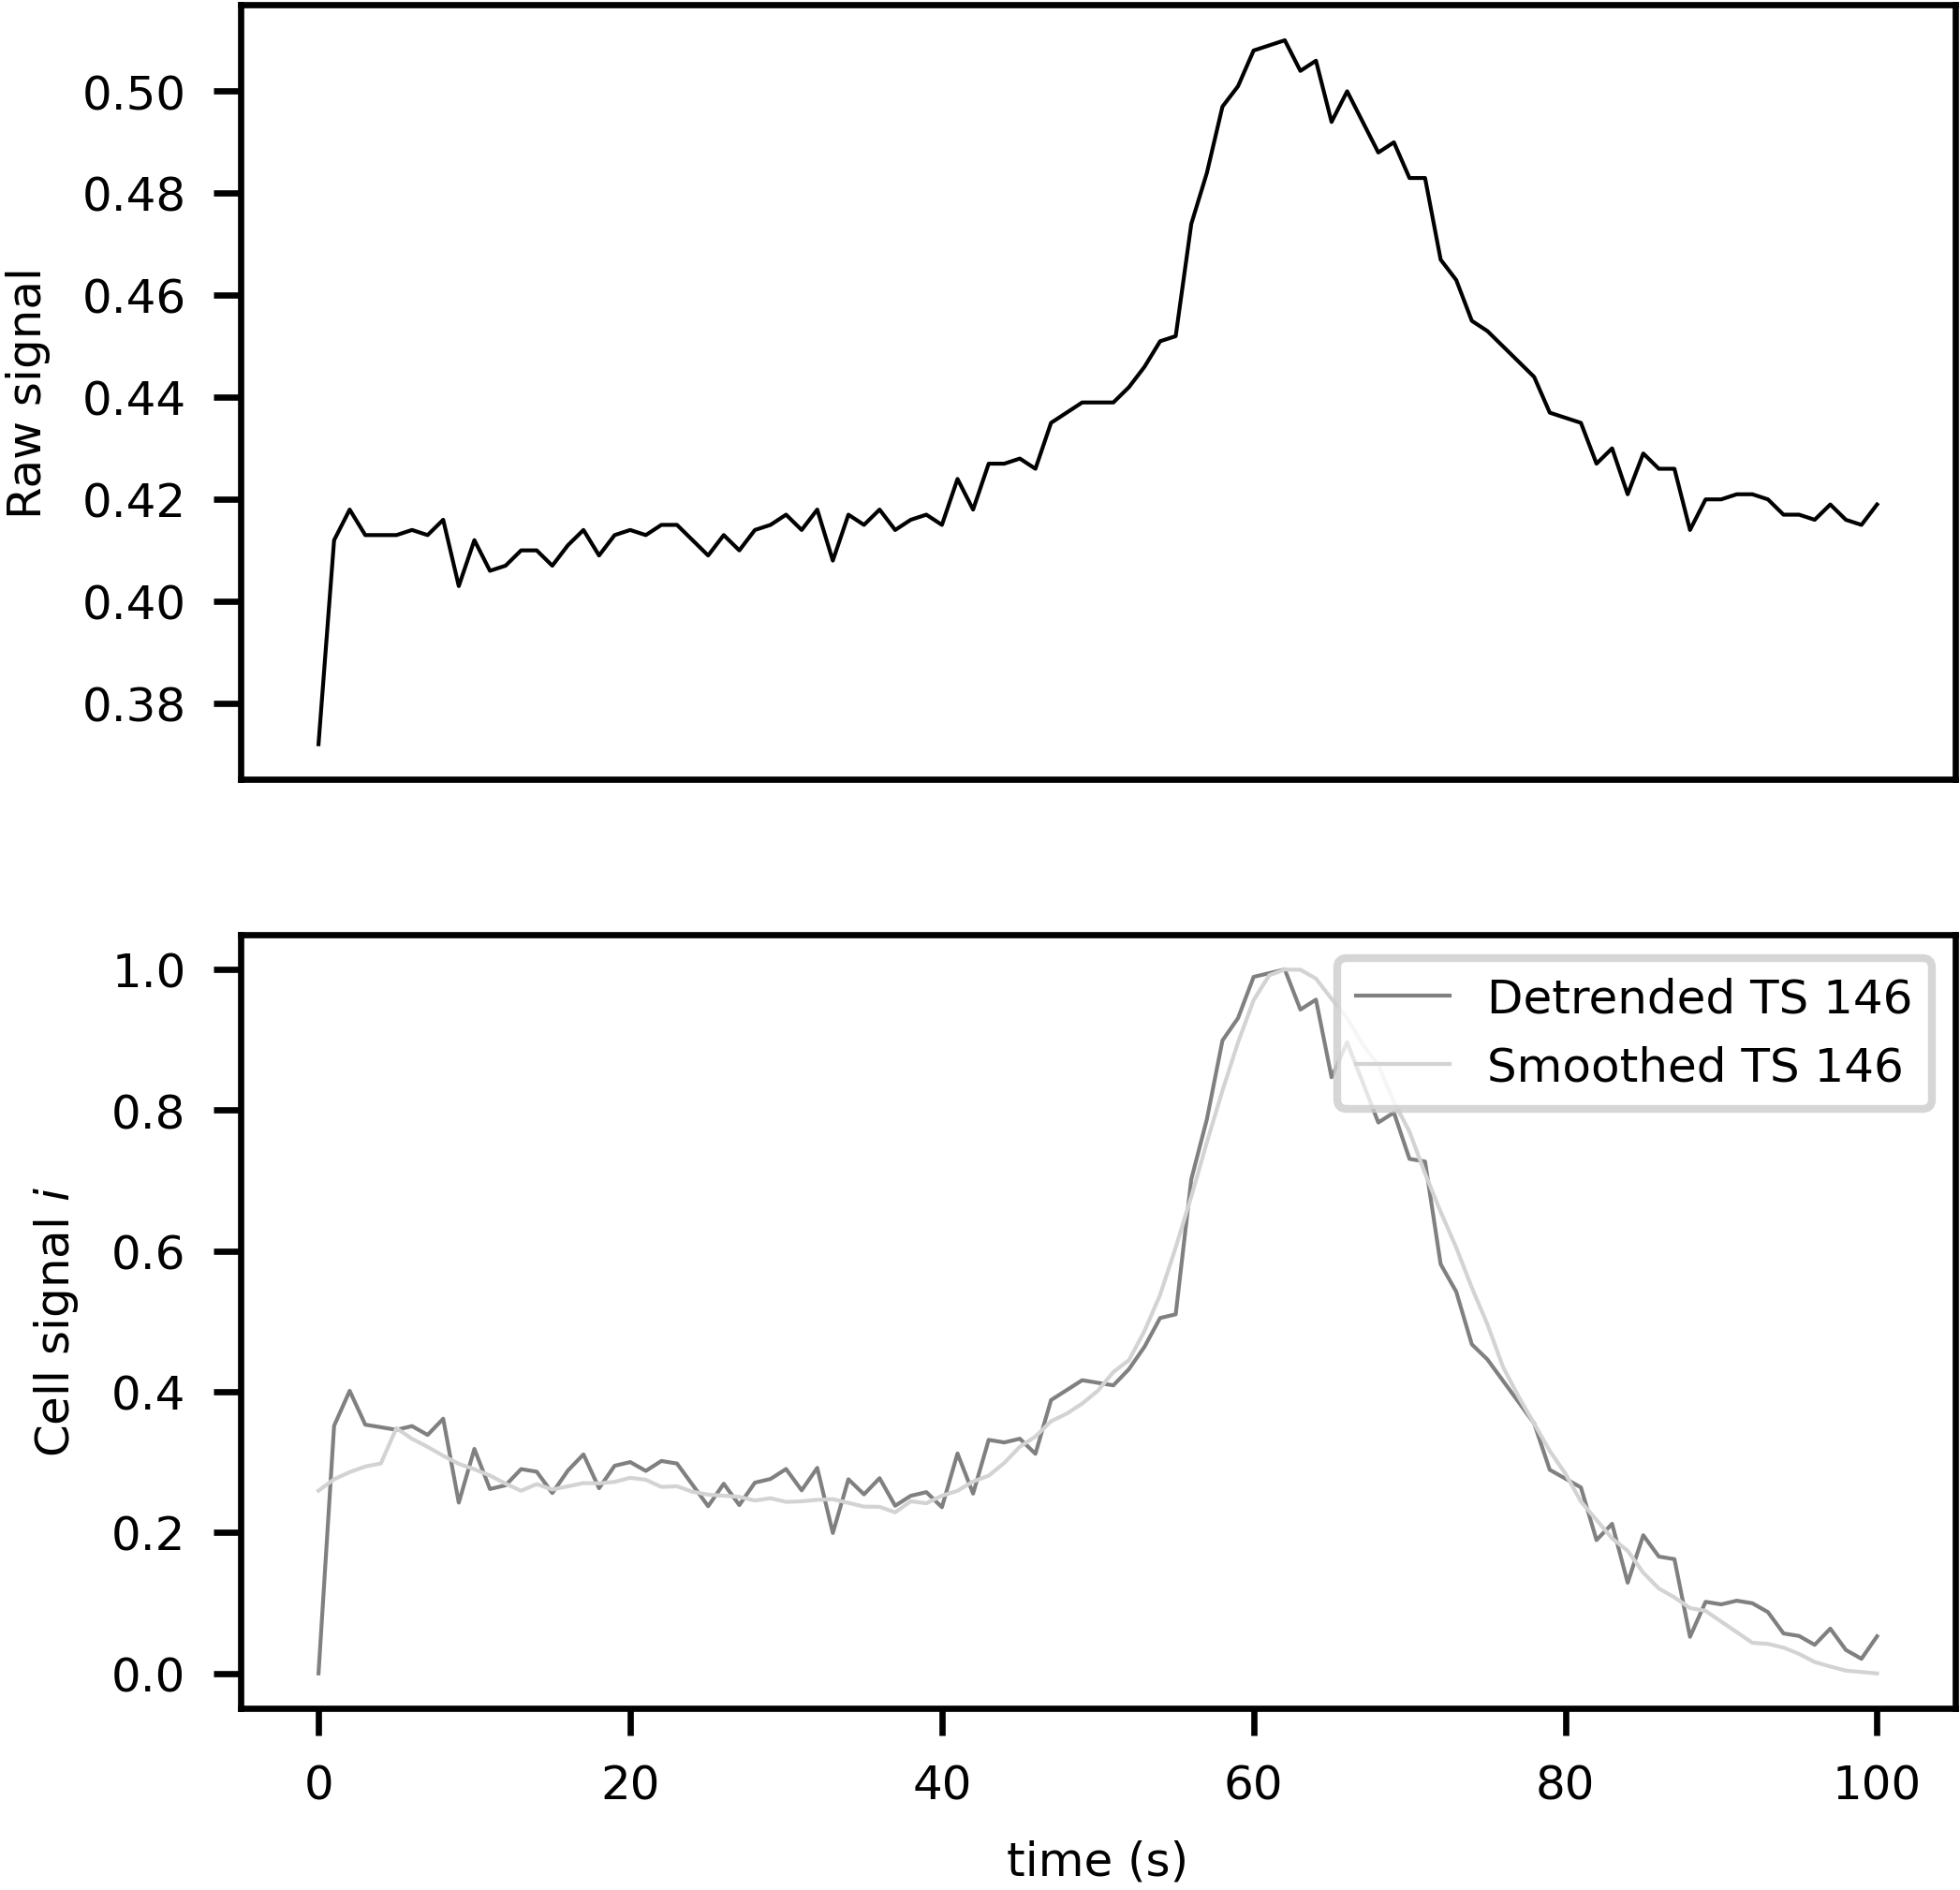 Raw signal
0.50
0.48
0.46
0.44
0.42
0.40
0.38
Cell signal i
1.0
0.8
0.6
0.4
0.2
0.0
Detrended TS 146
Smoothed TS 146
0 20 40 60 80 100
time (s)